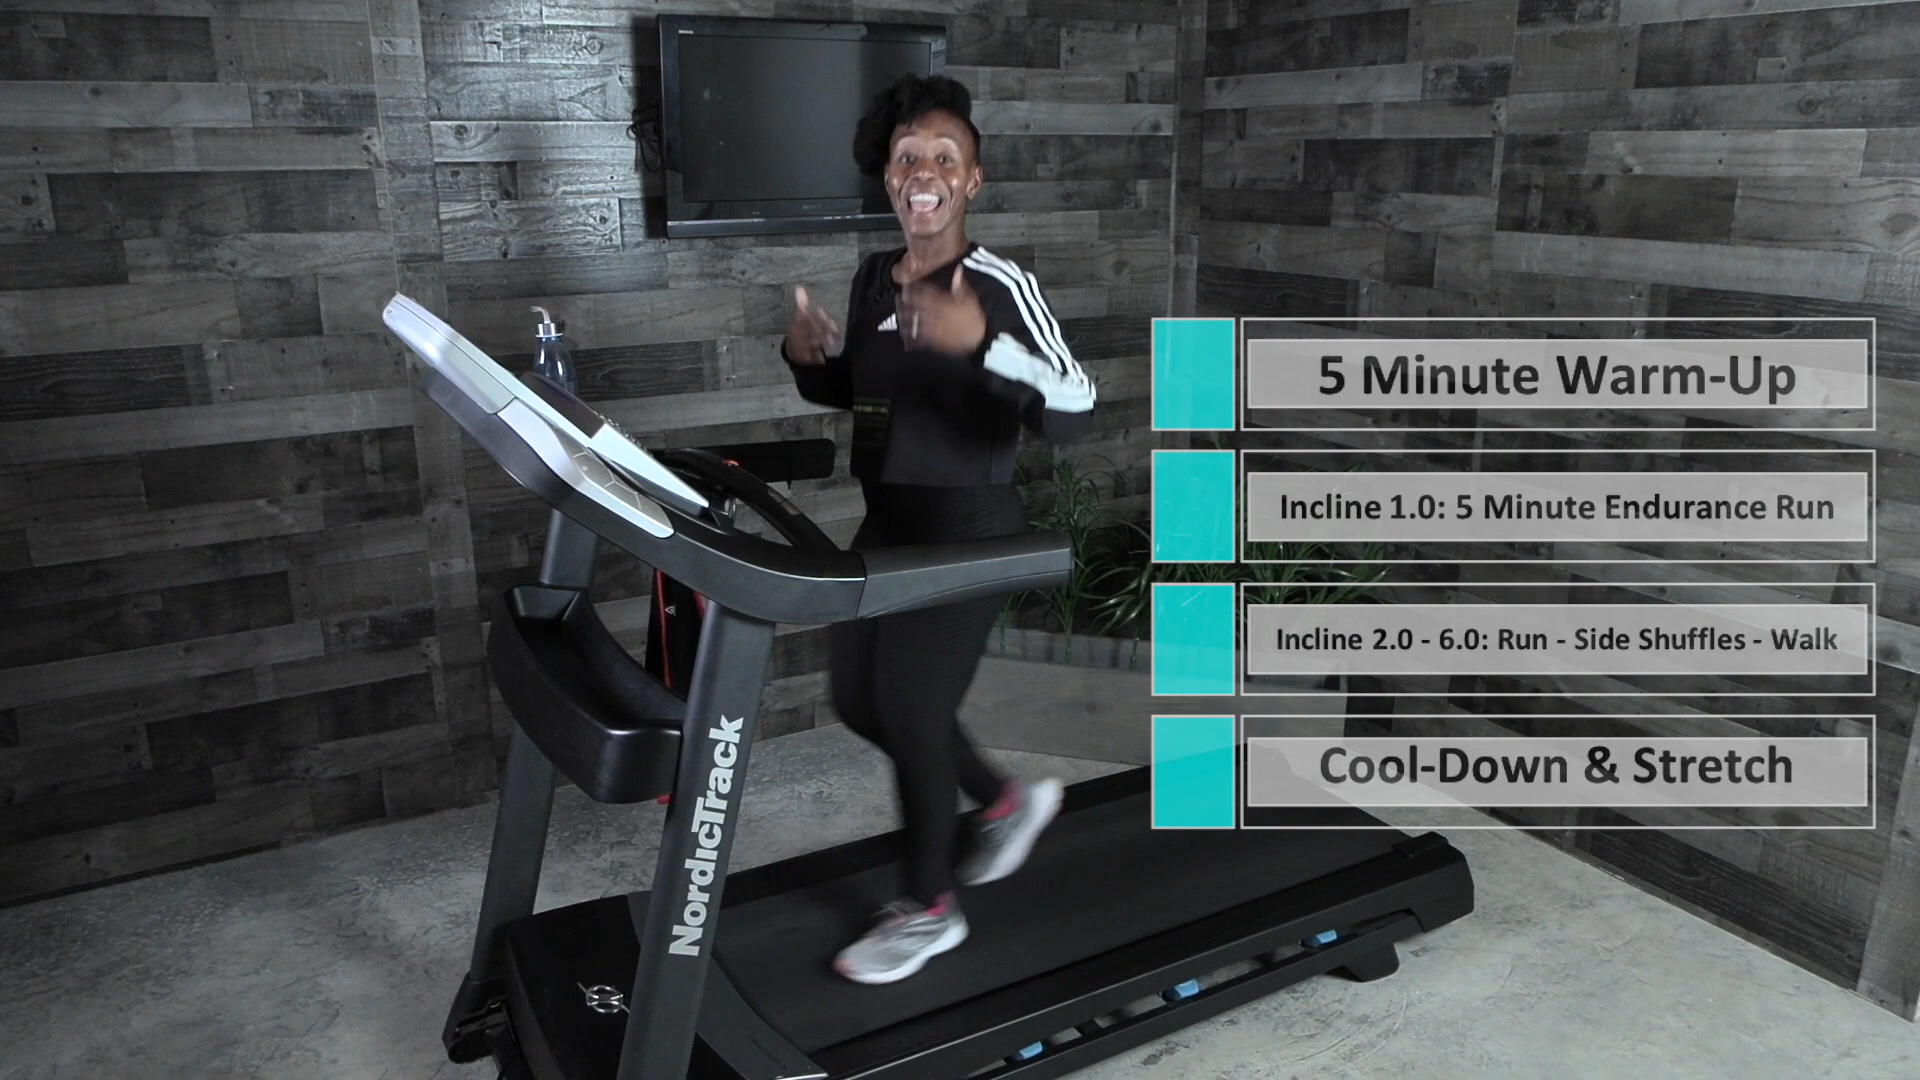 5 Minute Warm-Up
Incline 1.0: 5 Minute Endurance Run
Incline 2.0 - 6.0: Run - Side Shuffles - Walk
Cool-Down & Stretch
NordicTrack